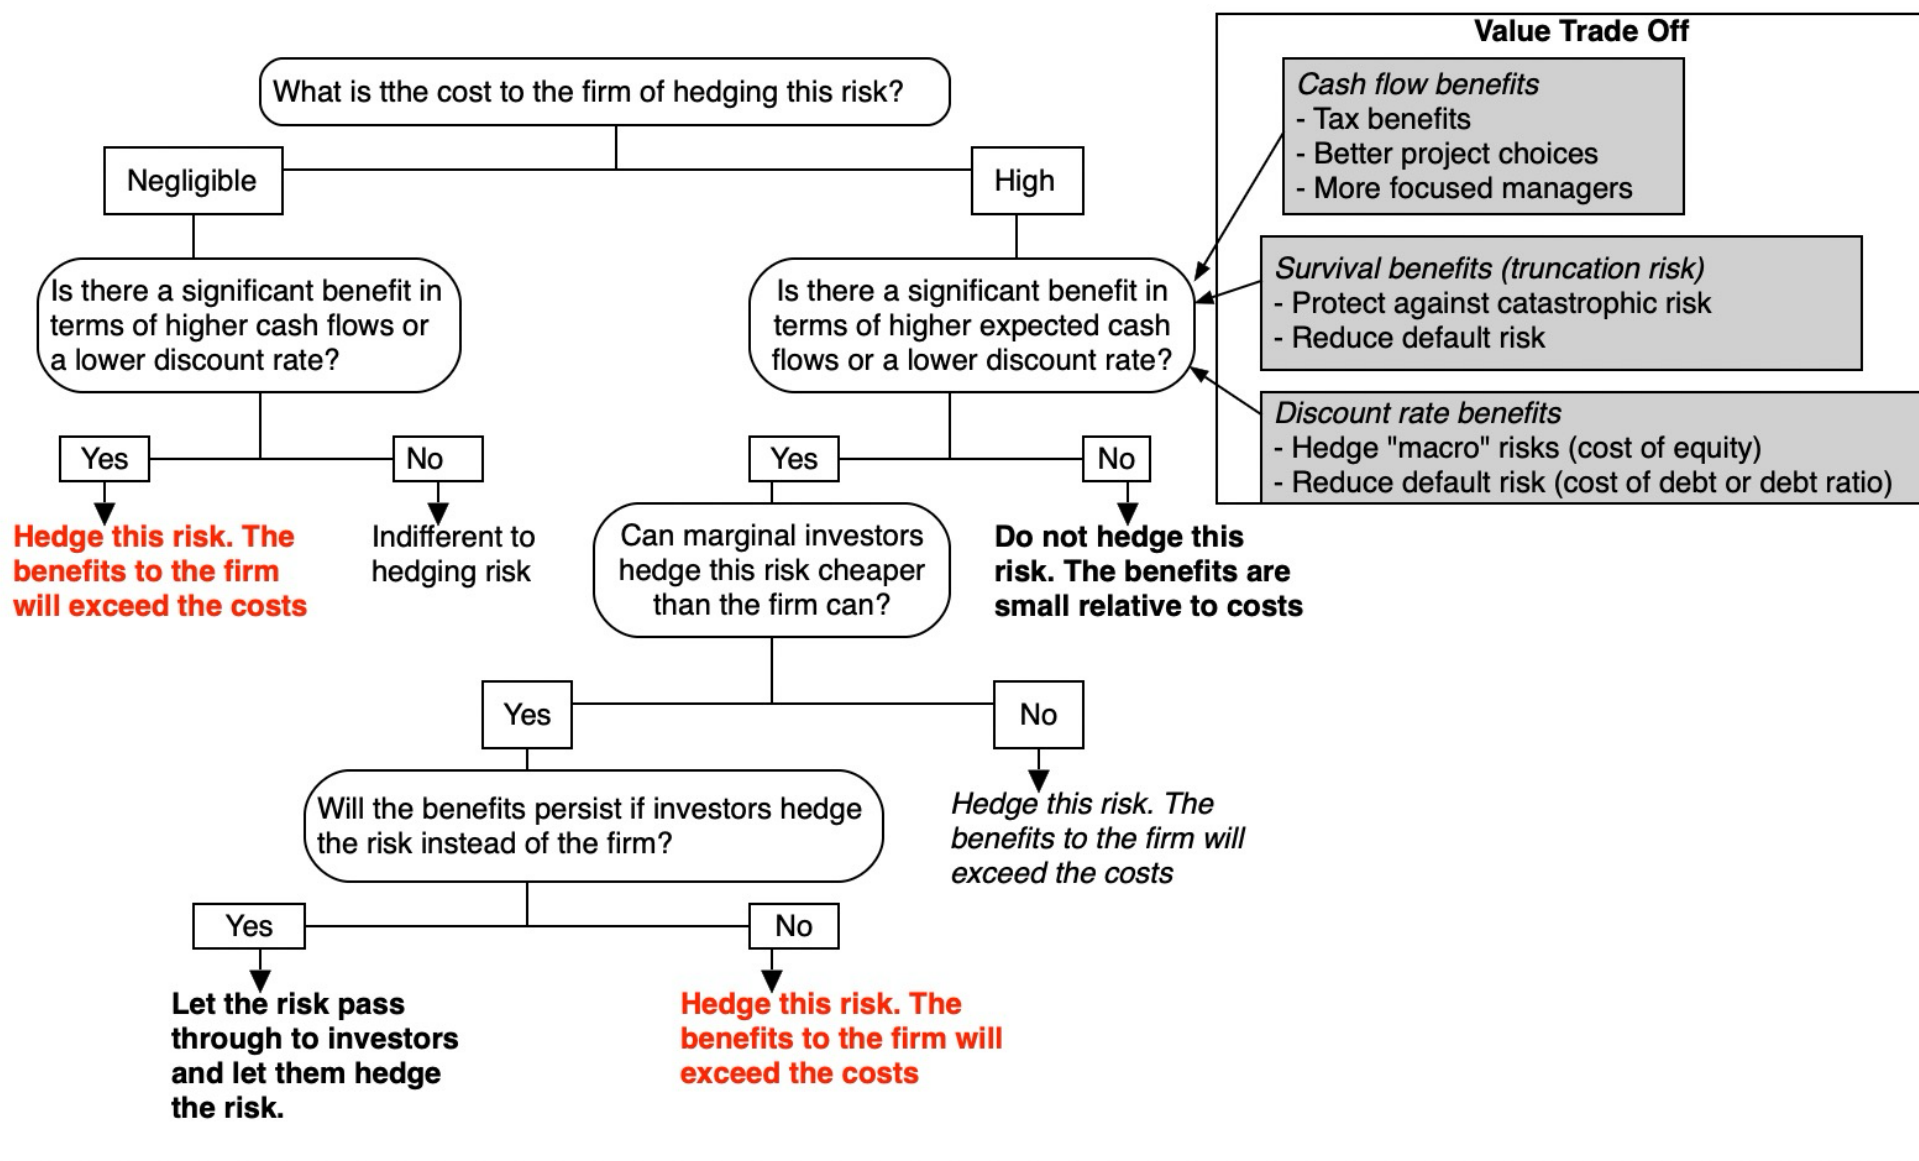 Value Trade Off
What is tthe cost to the firm of hedging this risk?
Cash flow benefits
- Tax benefits
- Better project choices
- More focused managers
Negligible
High
Survival benefits (truncation risk)
- Protect against catastrophic risk
- Reduce default risk
Is there a significant benefit in
terms of higher cash flows or
a lower discount rate?
Is there a significant benefit in
terms of higher expected cash
flows or a lower discount rate?
Discount rate benefits
- Hedge "macro" risks (cost of equity)
- Reduce default risk (cost of debt or debt ratio)
Yes
No
Yes
No
Hedge this risk. The
benefits to the firm
will exceed the costs
Indifferent to
hedging risk
Can marginal investors
hedge this risk cheaper
than the firm can?
Do not hedge this
risk. The benefits are
small relative to costs
Yes
No
Will the benefits persist if investors hedge
the risk instead of the firm?
Hedge this risk. The
benefits to the firm will
exceed the costs
Yes
No
Let the risk pass
through to investors
and let them hedge
the risk.
Hedge this risk. The
benefits to the firm will
exceed the costs